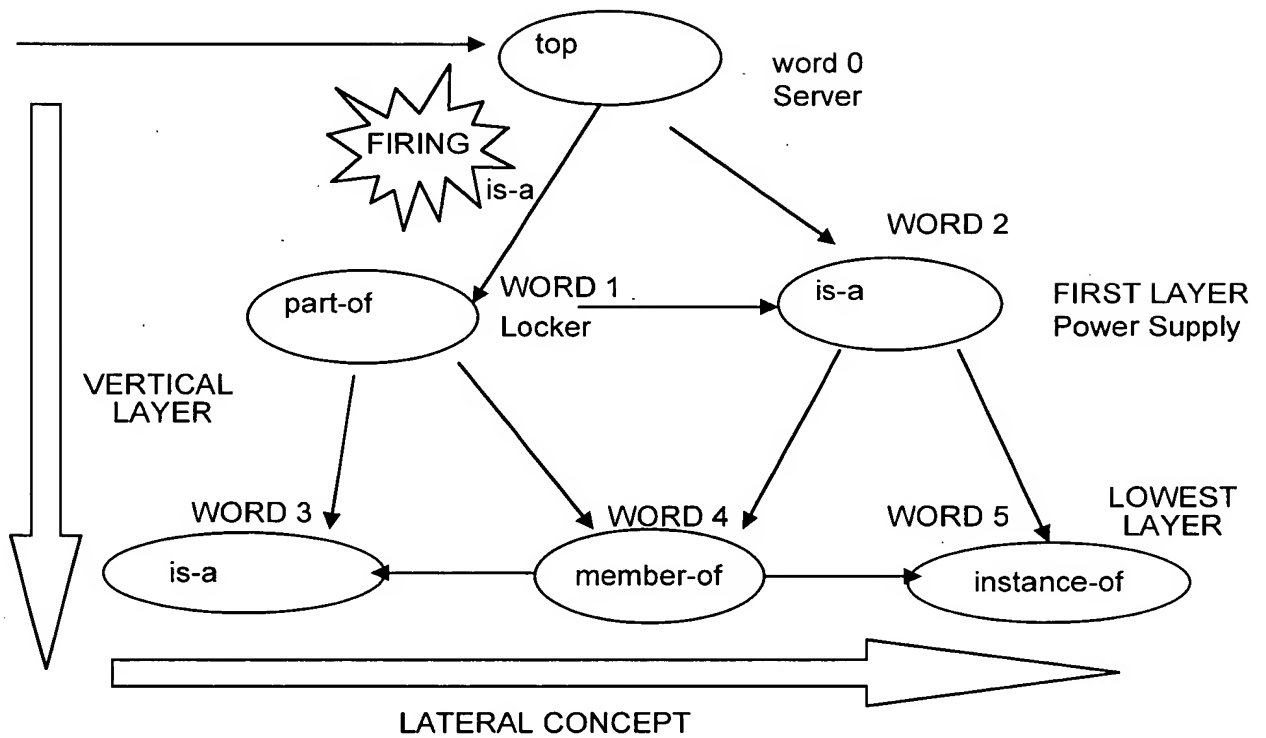 top
word 0
Server
FIRING
is-a
WORD 2
part-of
WORD 1
Locker
is-a
FIRST LAYER
Power Supply
VERTICAL
LAYER
WORD 3
WORD 4
WORD 5
LOWEST
LAYER
is-a
member-of
instance-of
LATERAL CONCEPT